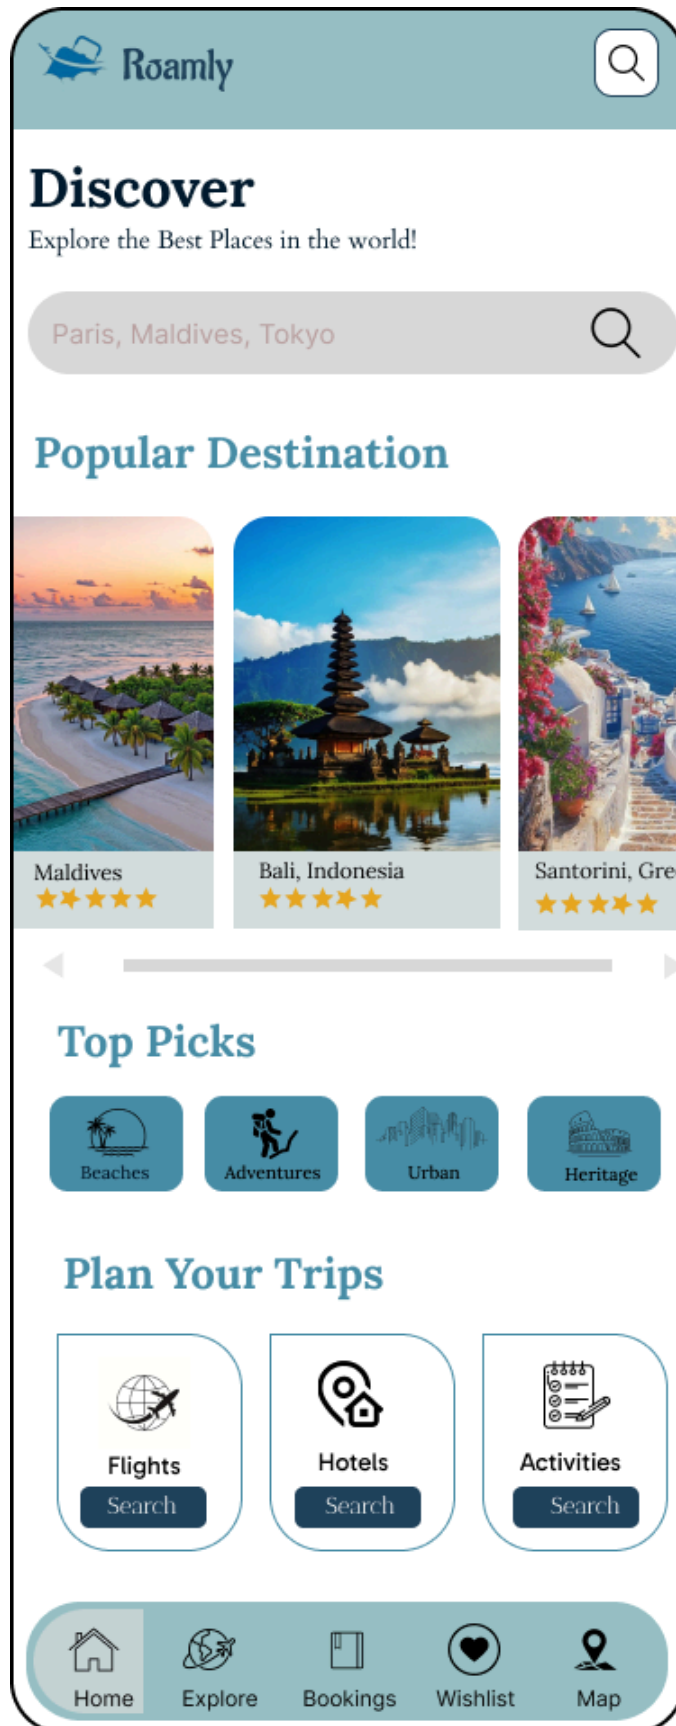 Roamly
Discover
Explore the Best Places in the world!
Paris, Maldives, Tokyo
Popular Destination
Maldives
Bali, Indonesia
Santorini, Gre
Top Picks
Beaches
Adventures
Urban
Heritage
Plan Your Trips
Flights
Search
Hotels
Search
Activities
Search
Home
Explore
Bookings
Wishlist
Map